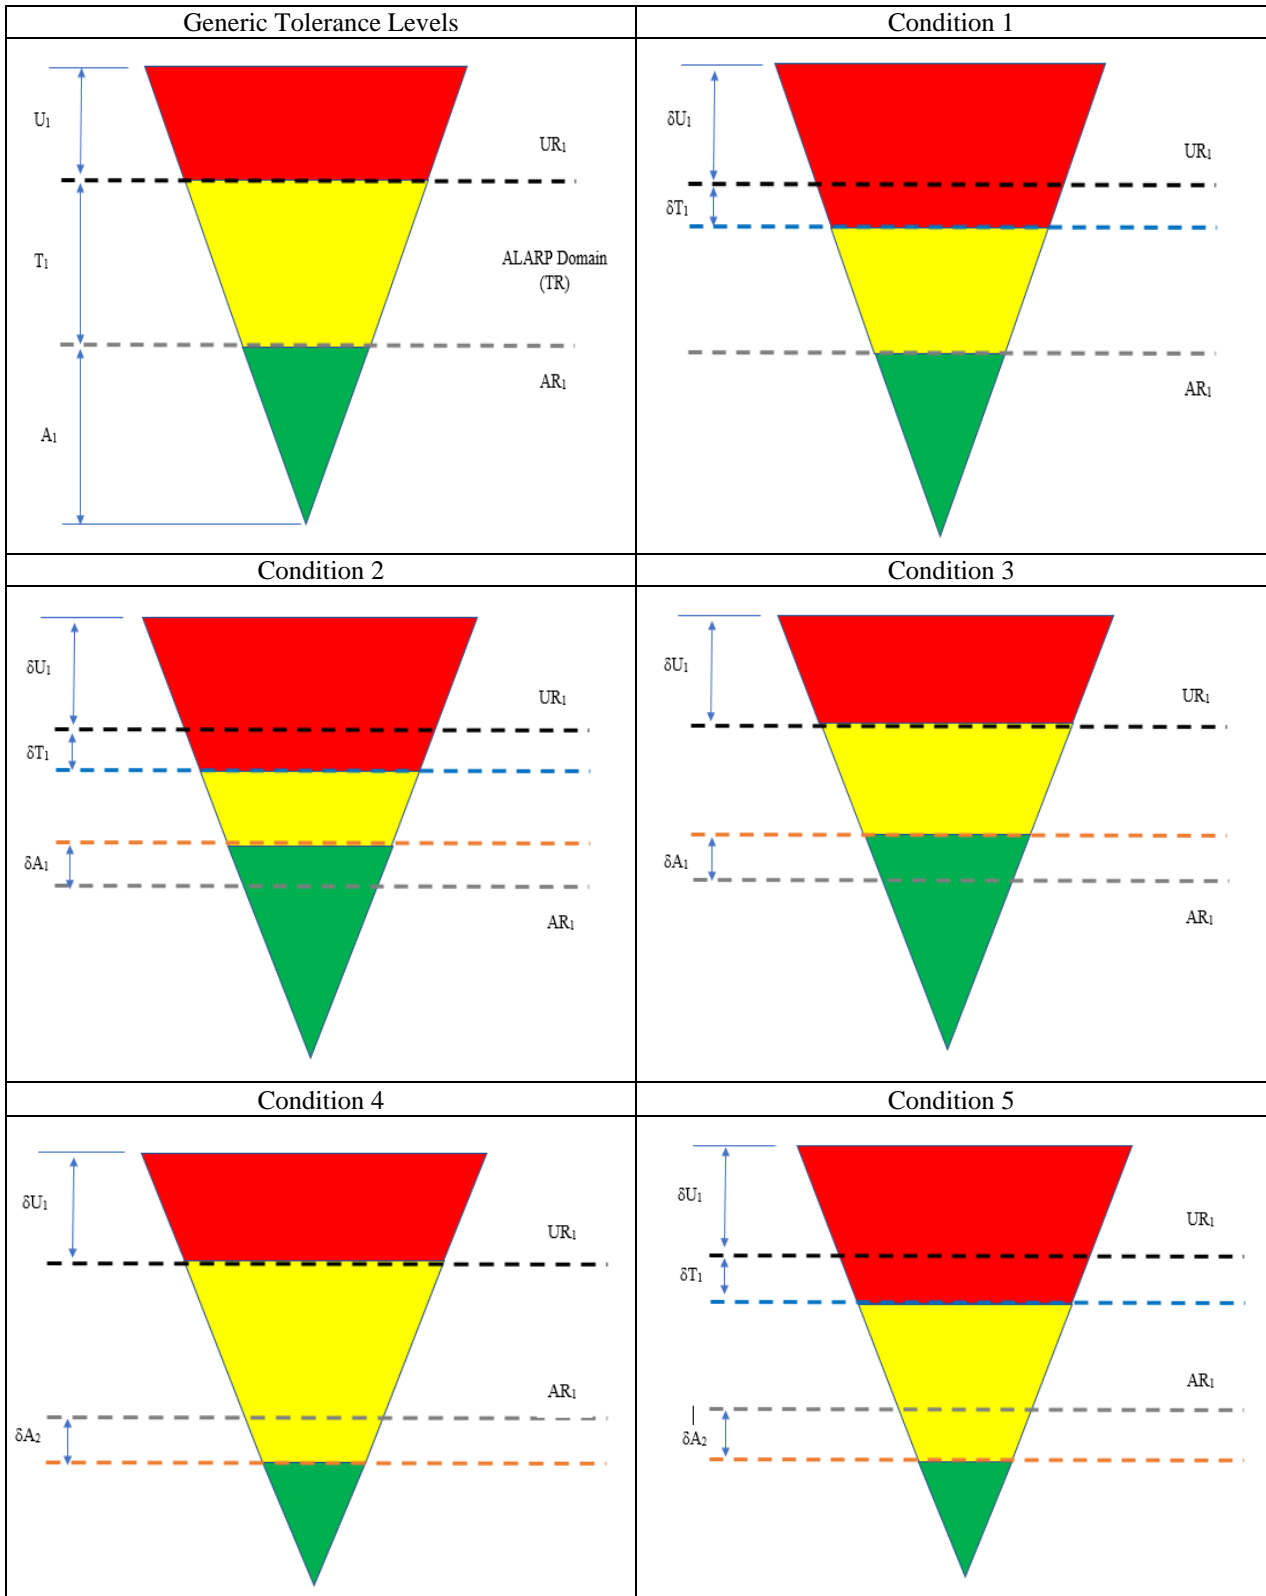 Generic Tolerance Levels
Condition 1
U₁
UR₁
T₁
ALARP Domain
(TR)
AR₁
A₁
δU₁
UR₁
δT₁
AR₁
Condition 2
Condition 3
δU₁
UR₁
δT₁
δA₁
AR₁
δU₁
UR₁
δA₁
AR₁
Condition 4
Condition 5
δU₁
UR₁
AR₁
δA₂
δU₁
UR₁
δT₁
AR₁
δA₂